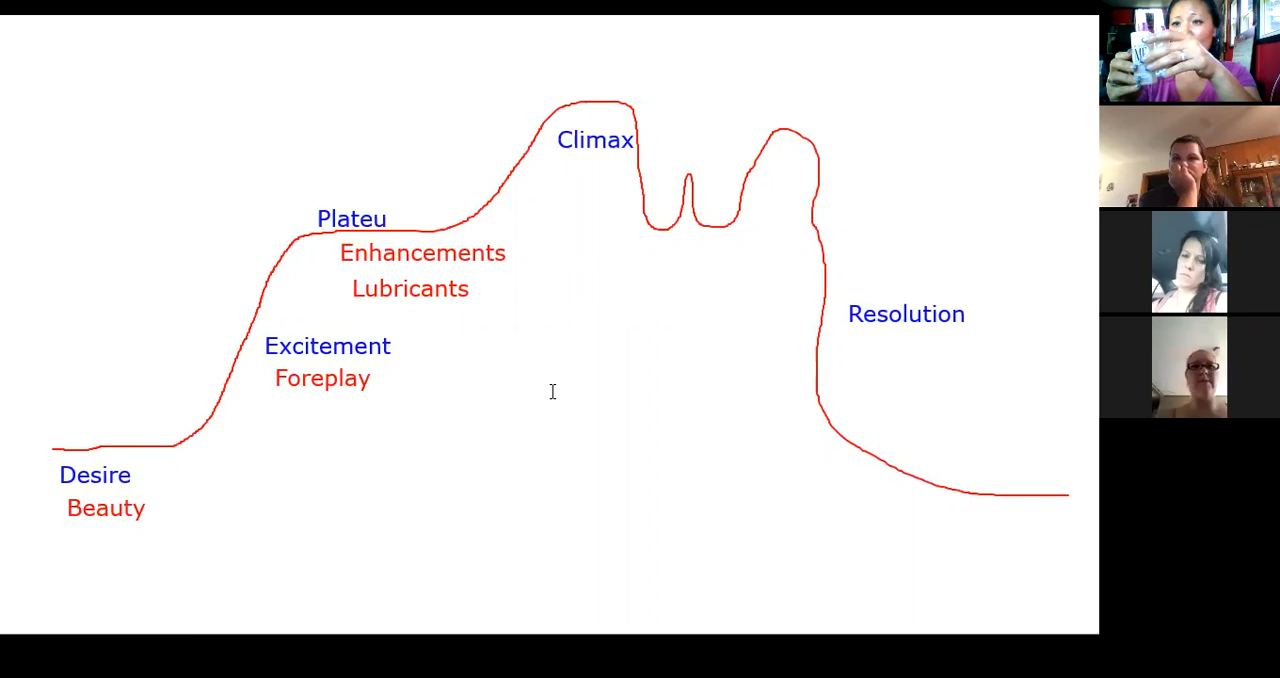 Climax
Plateu
Enhancements
Lubricants
Resolution
Excitement
Foreplay
Desire
Beauty